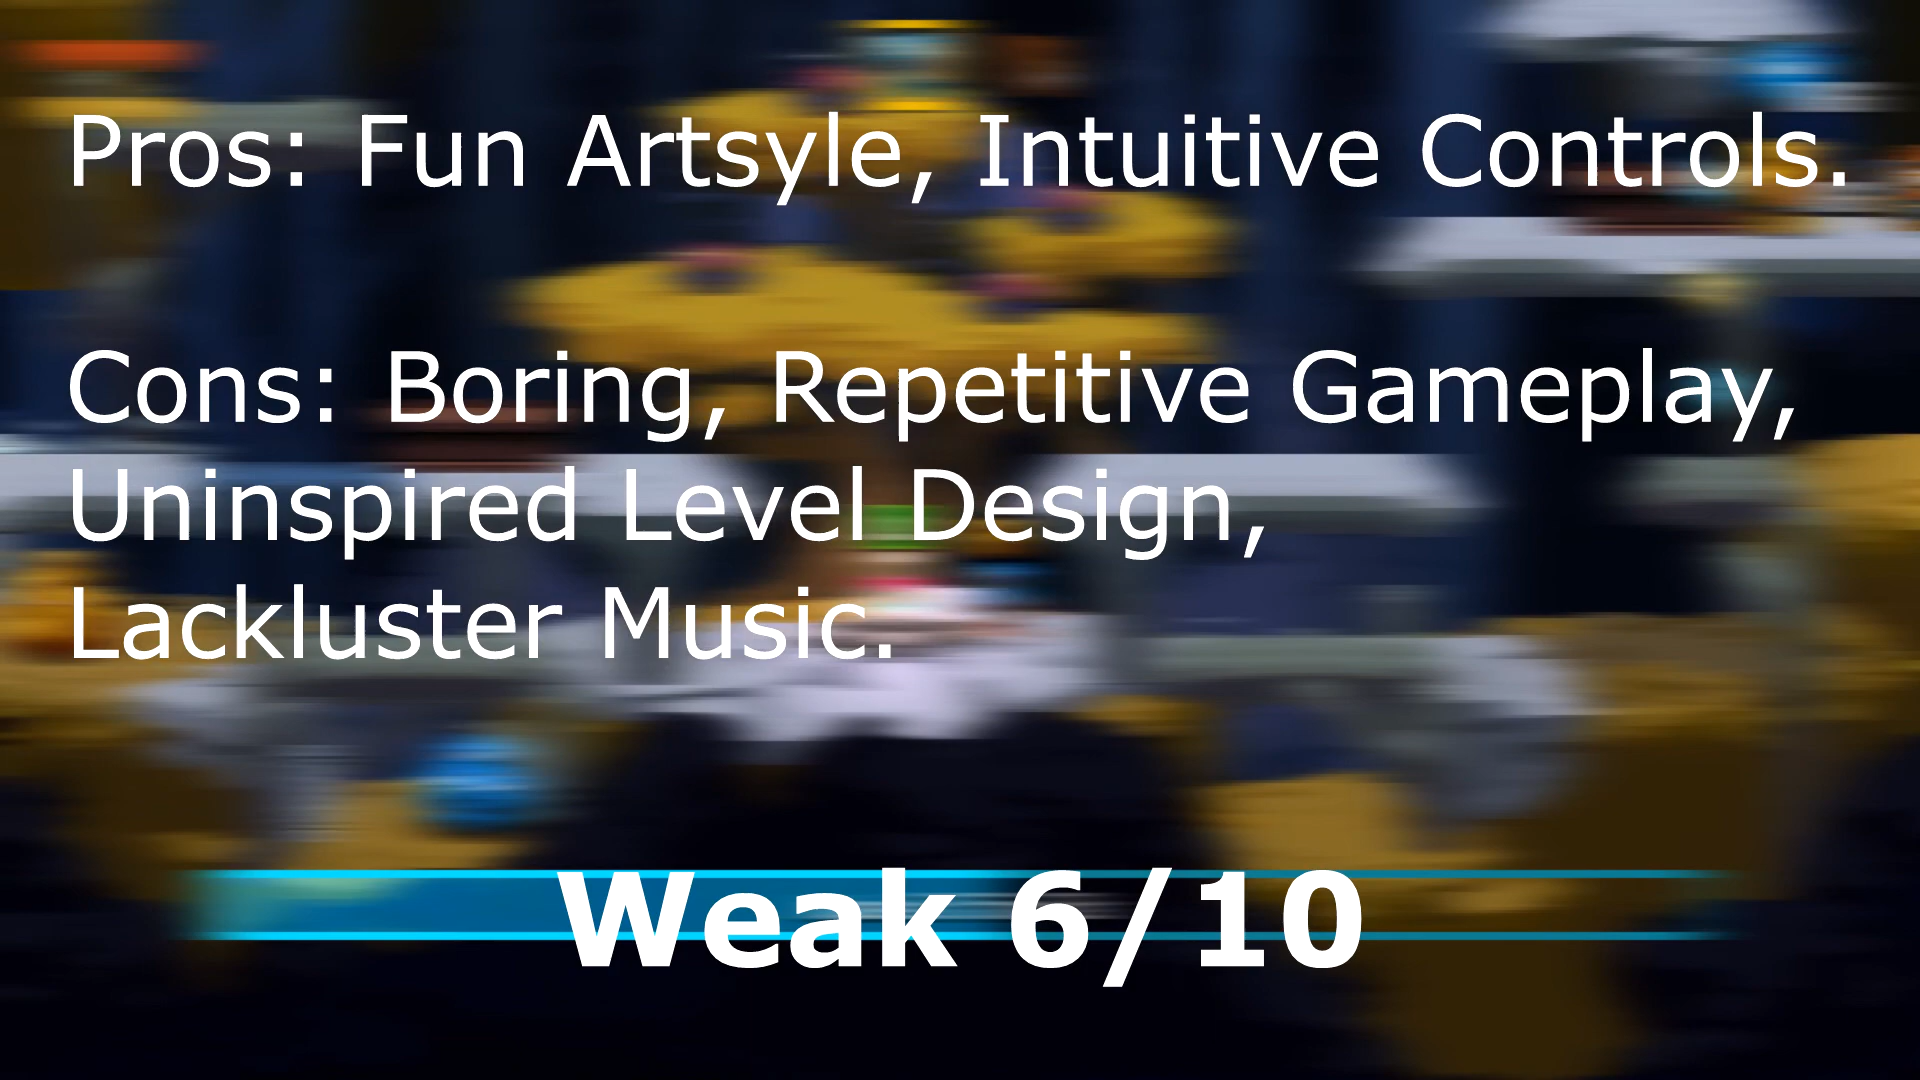 Pros: Fun Artsyle, Intuitive Controls.
Cons: Boring, Repetitive Gameplay,
Uninspired Level Design,
Lackluster Music.
Weak 6/10